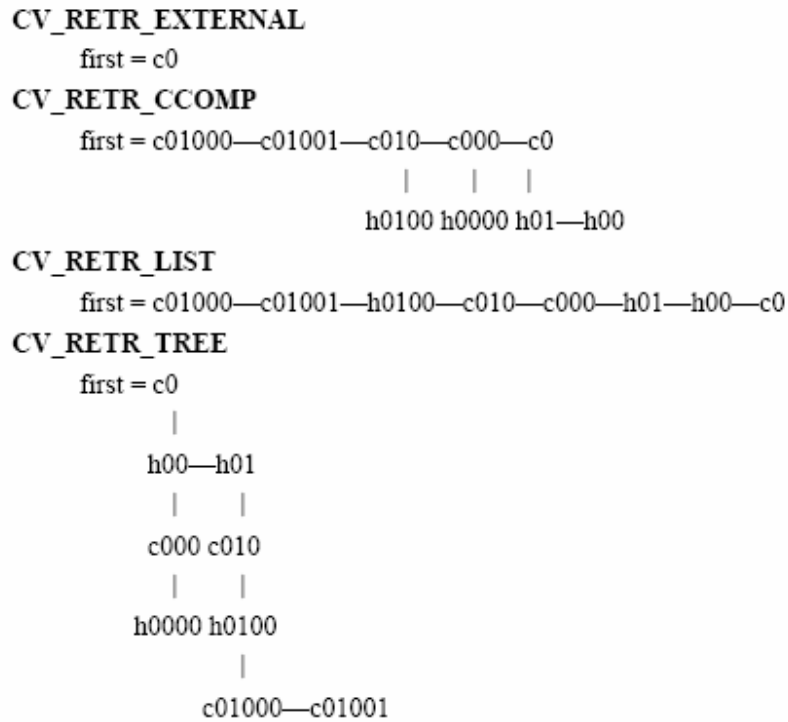 CV_RETR_EXTERNAL
first = c0
CV_RETR_CCOMP
first = c01000—c01001—c010—c000—c0
| | |
h0100 h0000 h01—h00
CV_RETR_LIST
first = c01000—c01001—h0100—c010—c000—h01—h00—c0
CV_RETR_TREE
first = c0
|
h00—h01
| |
c000 c010
| |
h0000 h0100
|
c01000—c01001